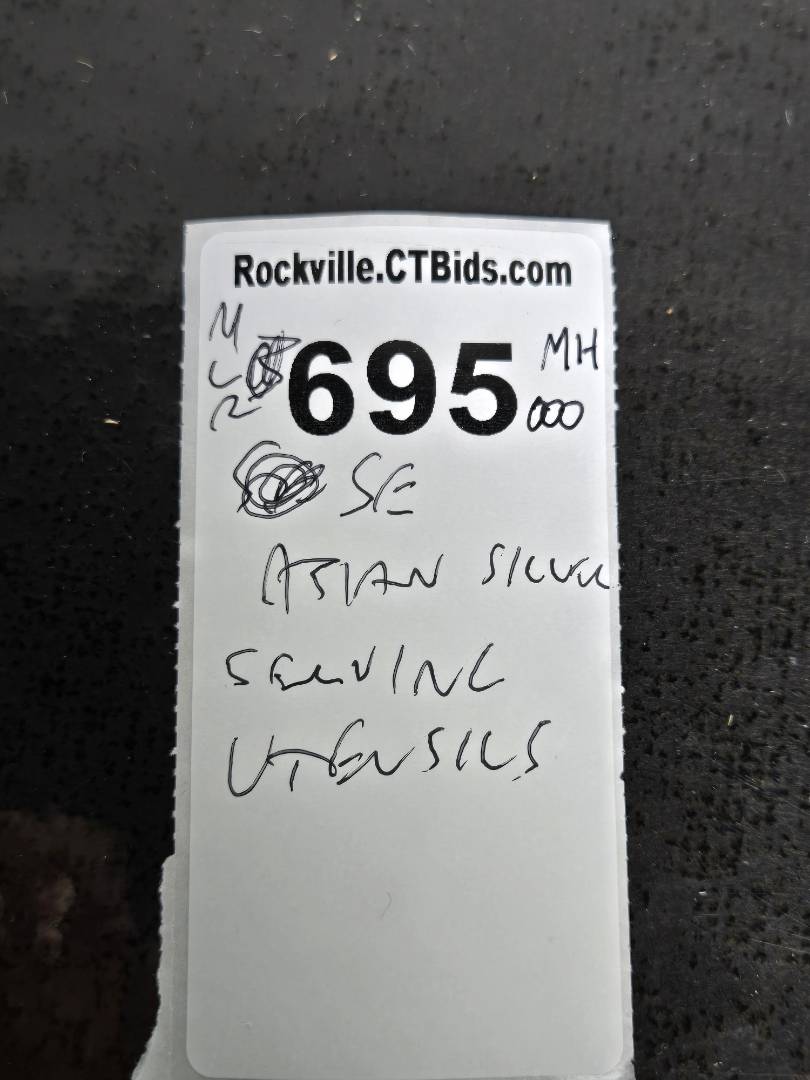 Rockville.CTBids.com
M
L
R
695
MH
000
SE
ASIAN SILVER
SERVING
UTENSILS